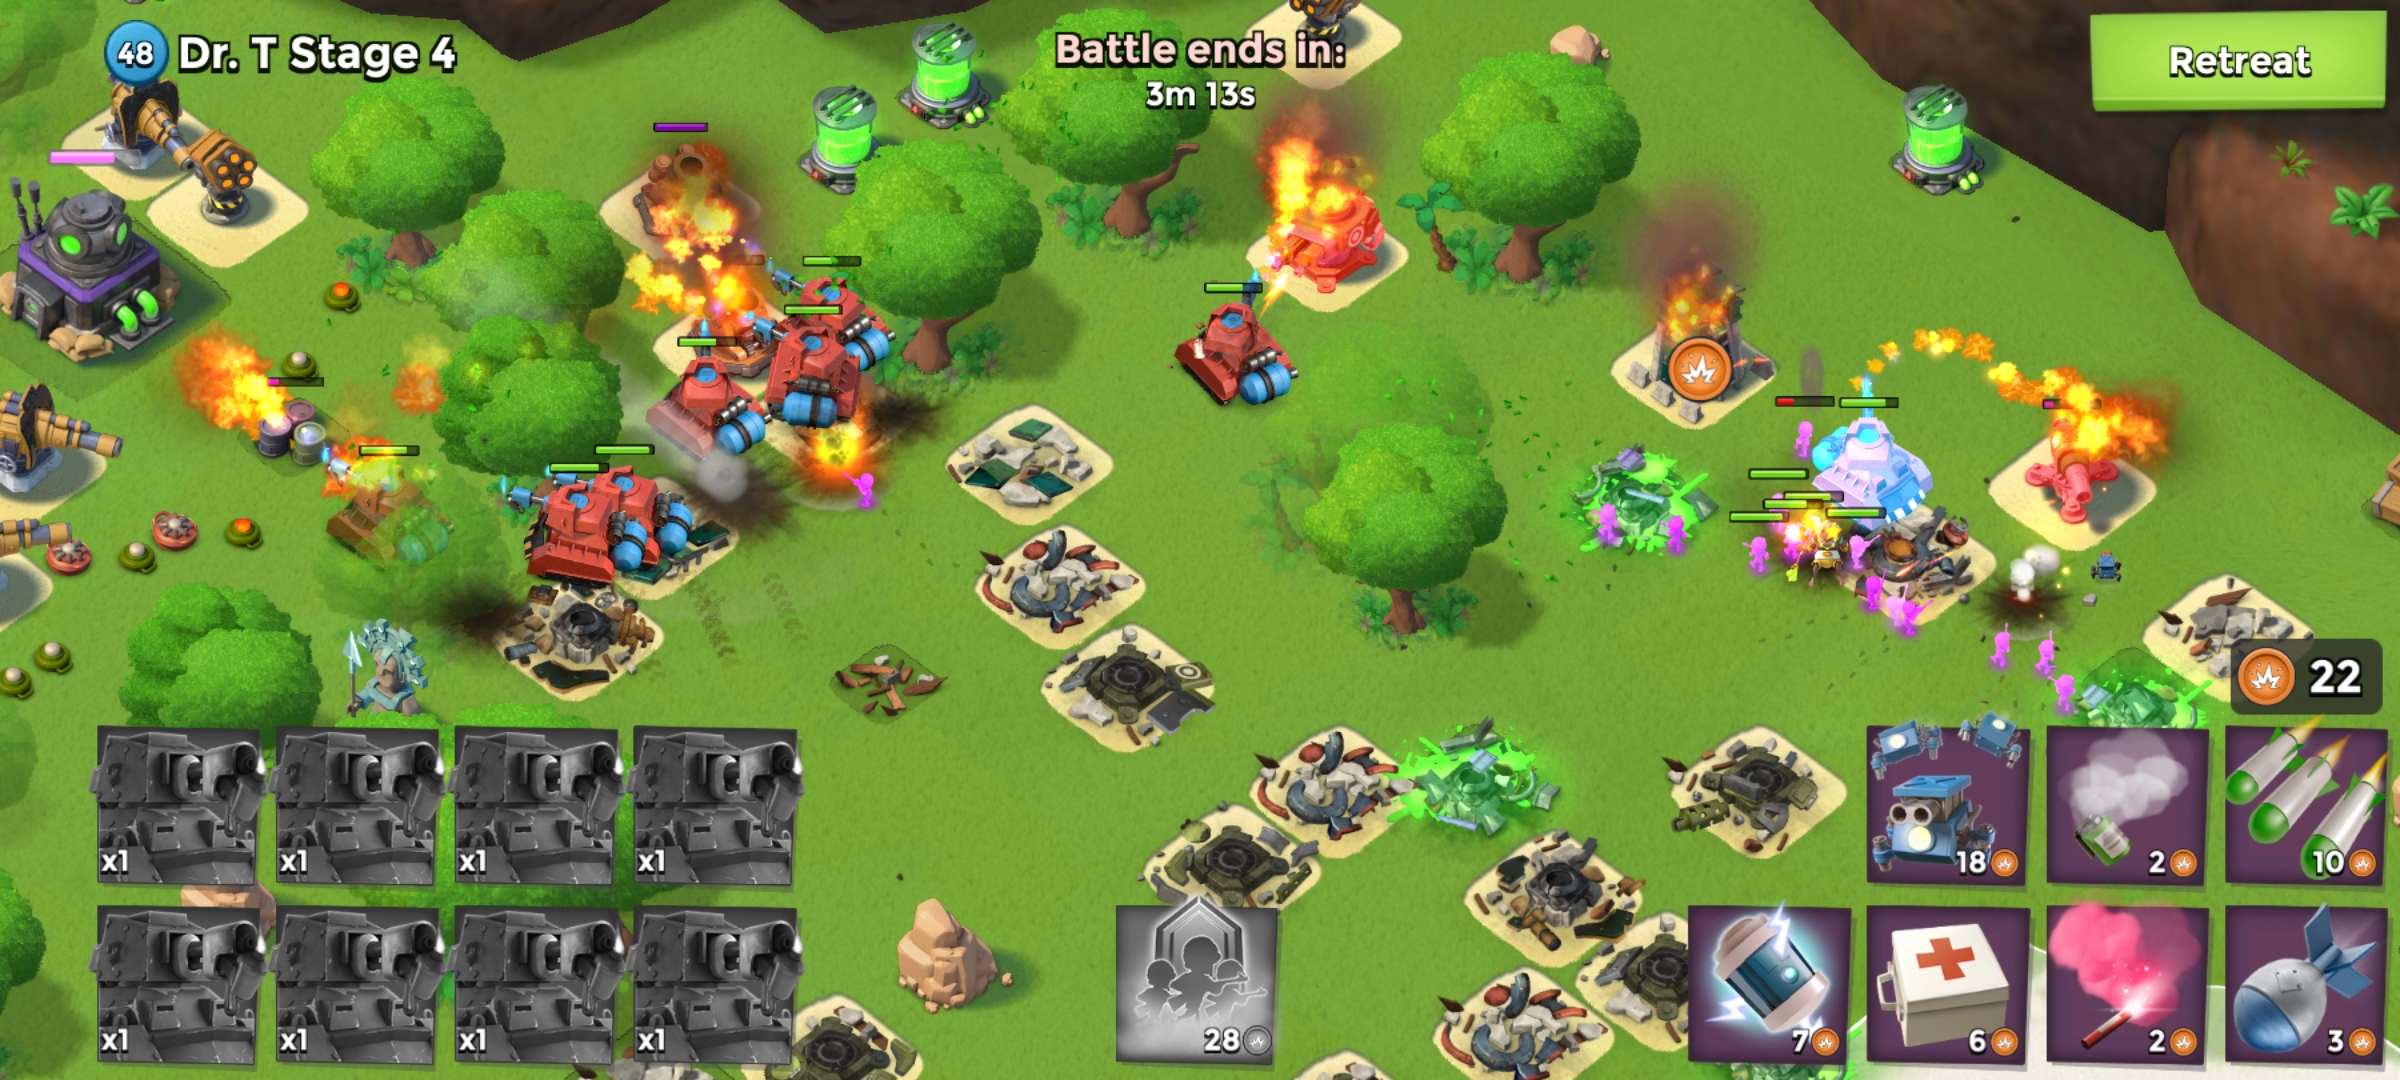 48 Dr. T Stage 4
Battle ends in:
3m 13s
Retreat
22
x1 x1 x1 x1
18 2 10
x1 x1 x1 x1
28 7 6 2 3